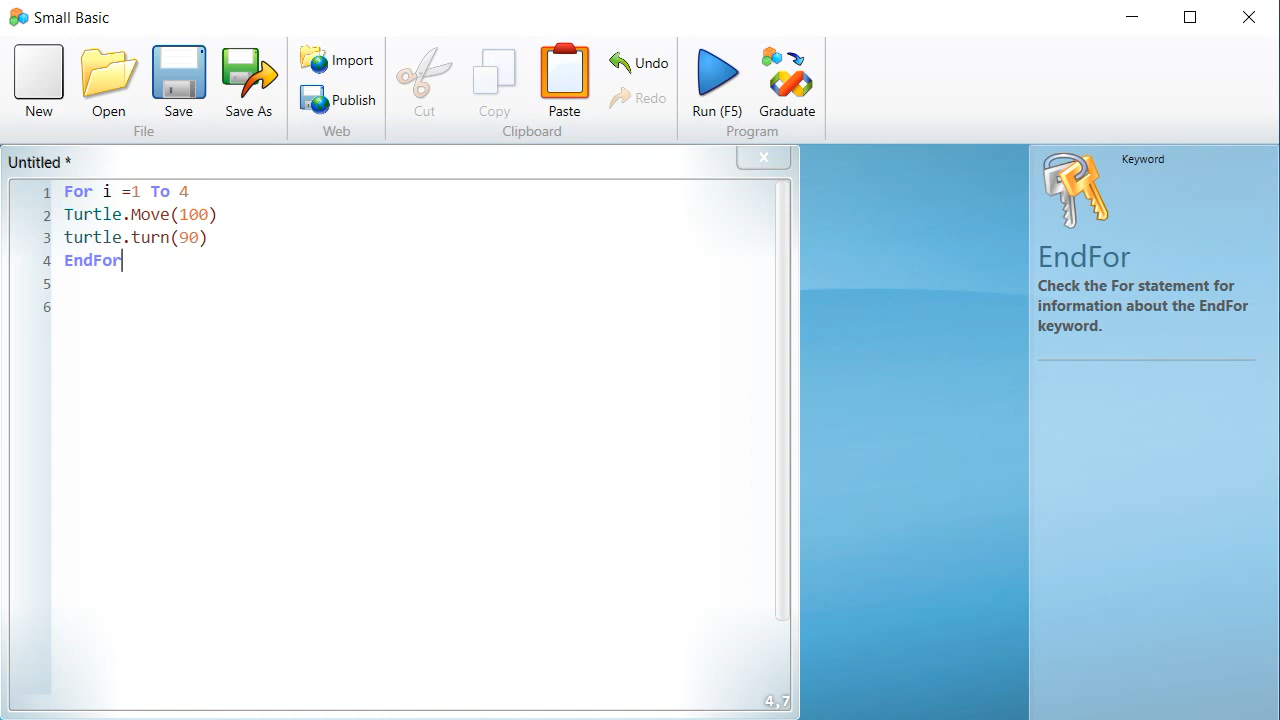 Small Basic
New
Open
Save
Save As
File
Import
Publish
Web
Cut
Copy
Paste
Undo
Redo
Clipboard
Run (F5)
Graduate
Program
Untitled *
x
1 For i =1 To 4
2 Turtle.Move(100)
3 turtle.turn(90)
4 EndFor
5
6
4,7
Keyword
EndFor
Check the For statement for
information about the EndFor
keyword.